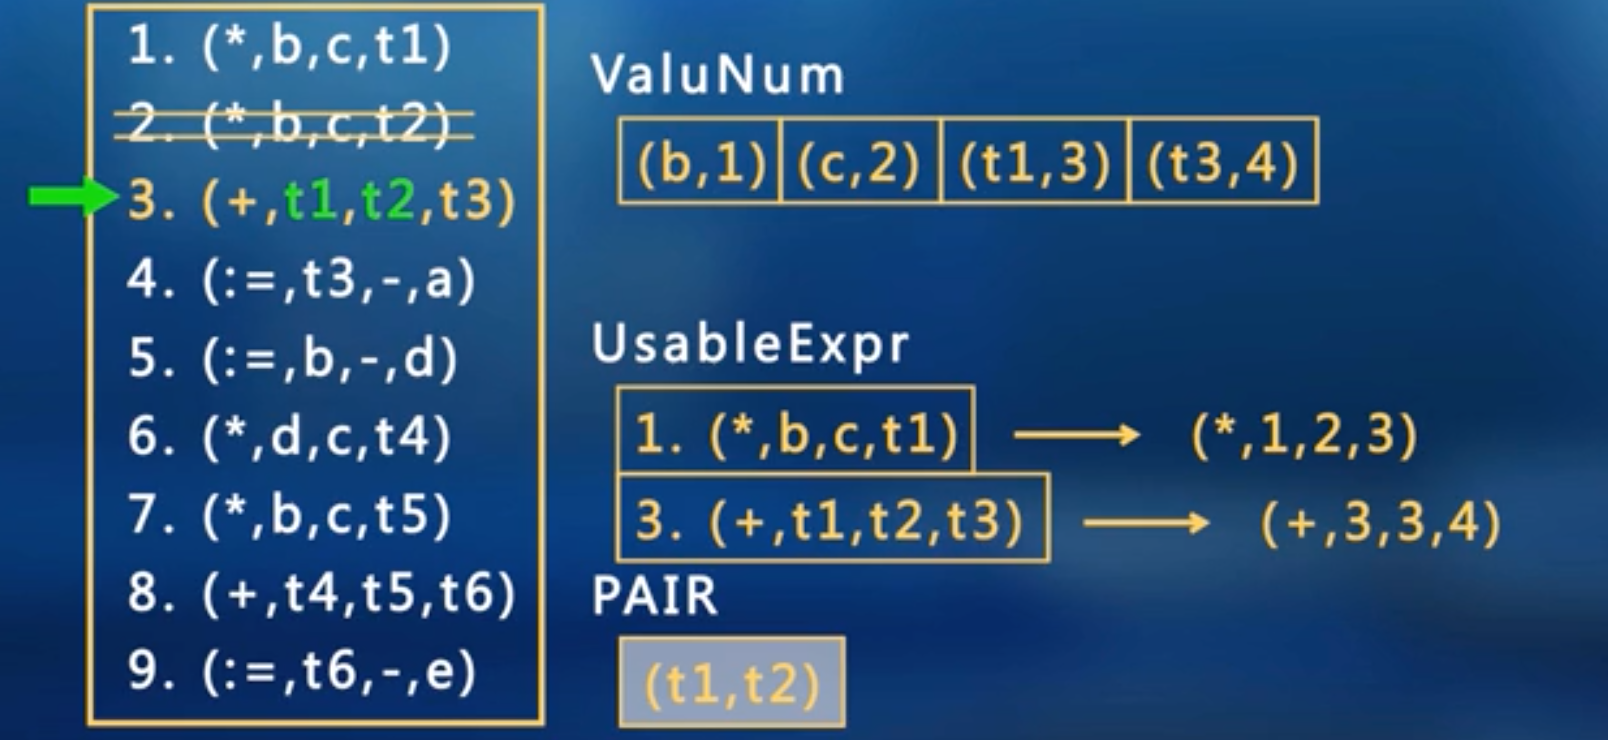 1. (*,b,c,t1)
2. (*,b,c,t2)
3. (+,t1,t2,t3)
4. (:=,t3,-,a)
5. (:=,b,-,d)
6. (*,d,c,t4)
7. (*,b,c,t5)
8. (+,t4,t5,t6)
9. (:=,t6,-,e)
ValuNum
(b,1) (c,2) (t1,3) (t3,4)
UsableExpr
1. (*,b,c,t1) → (*,1,2,3)
3. (+,t1,t2,t3) → (+,3,3,4)
PAIR
(t1,t2)